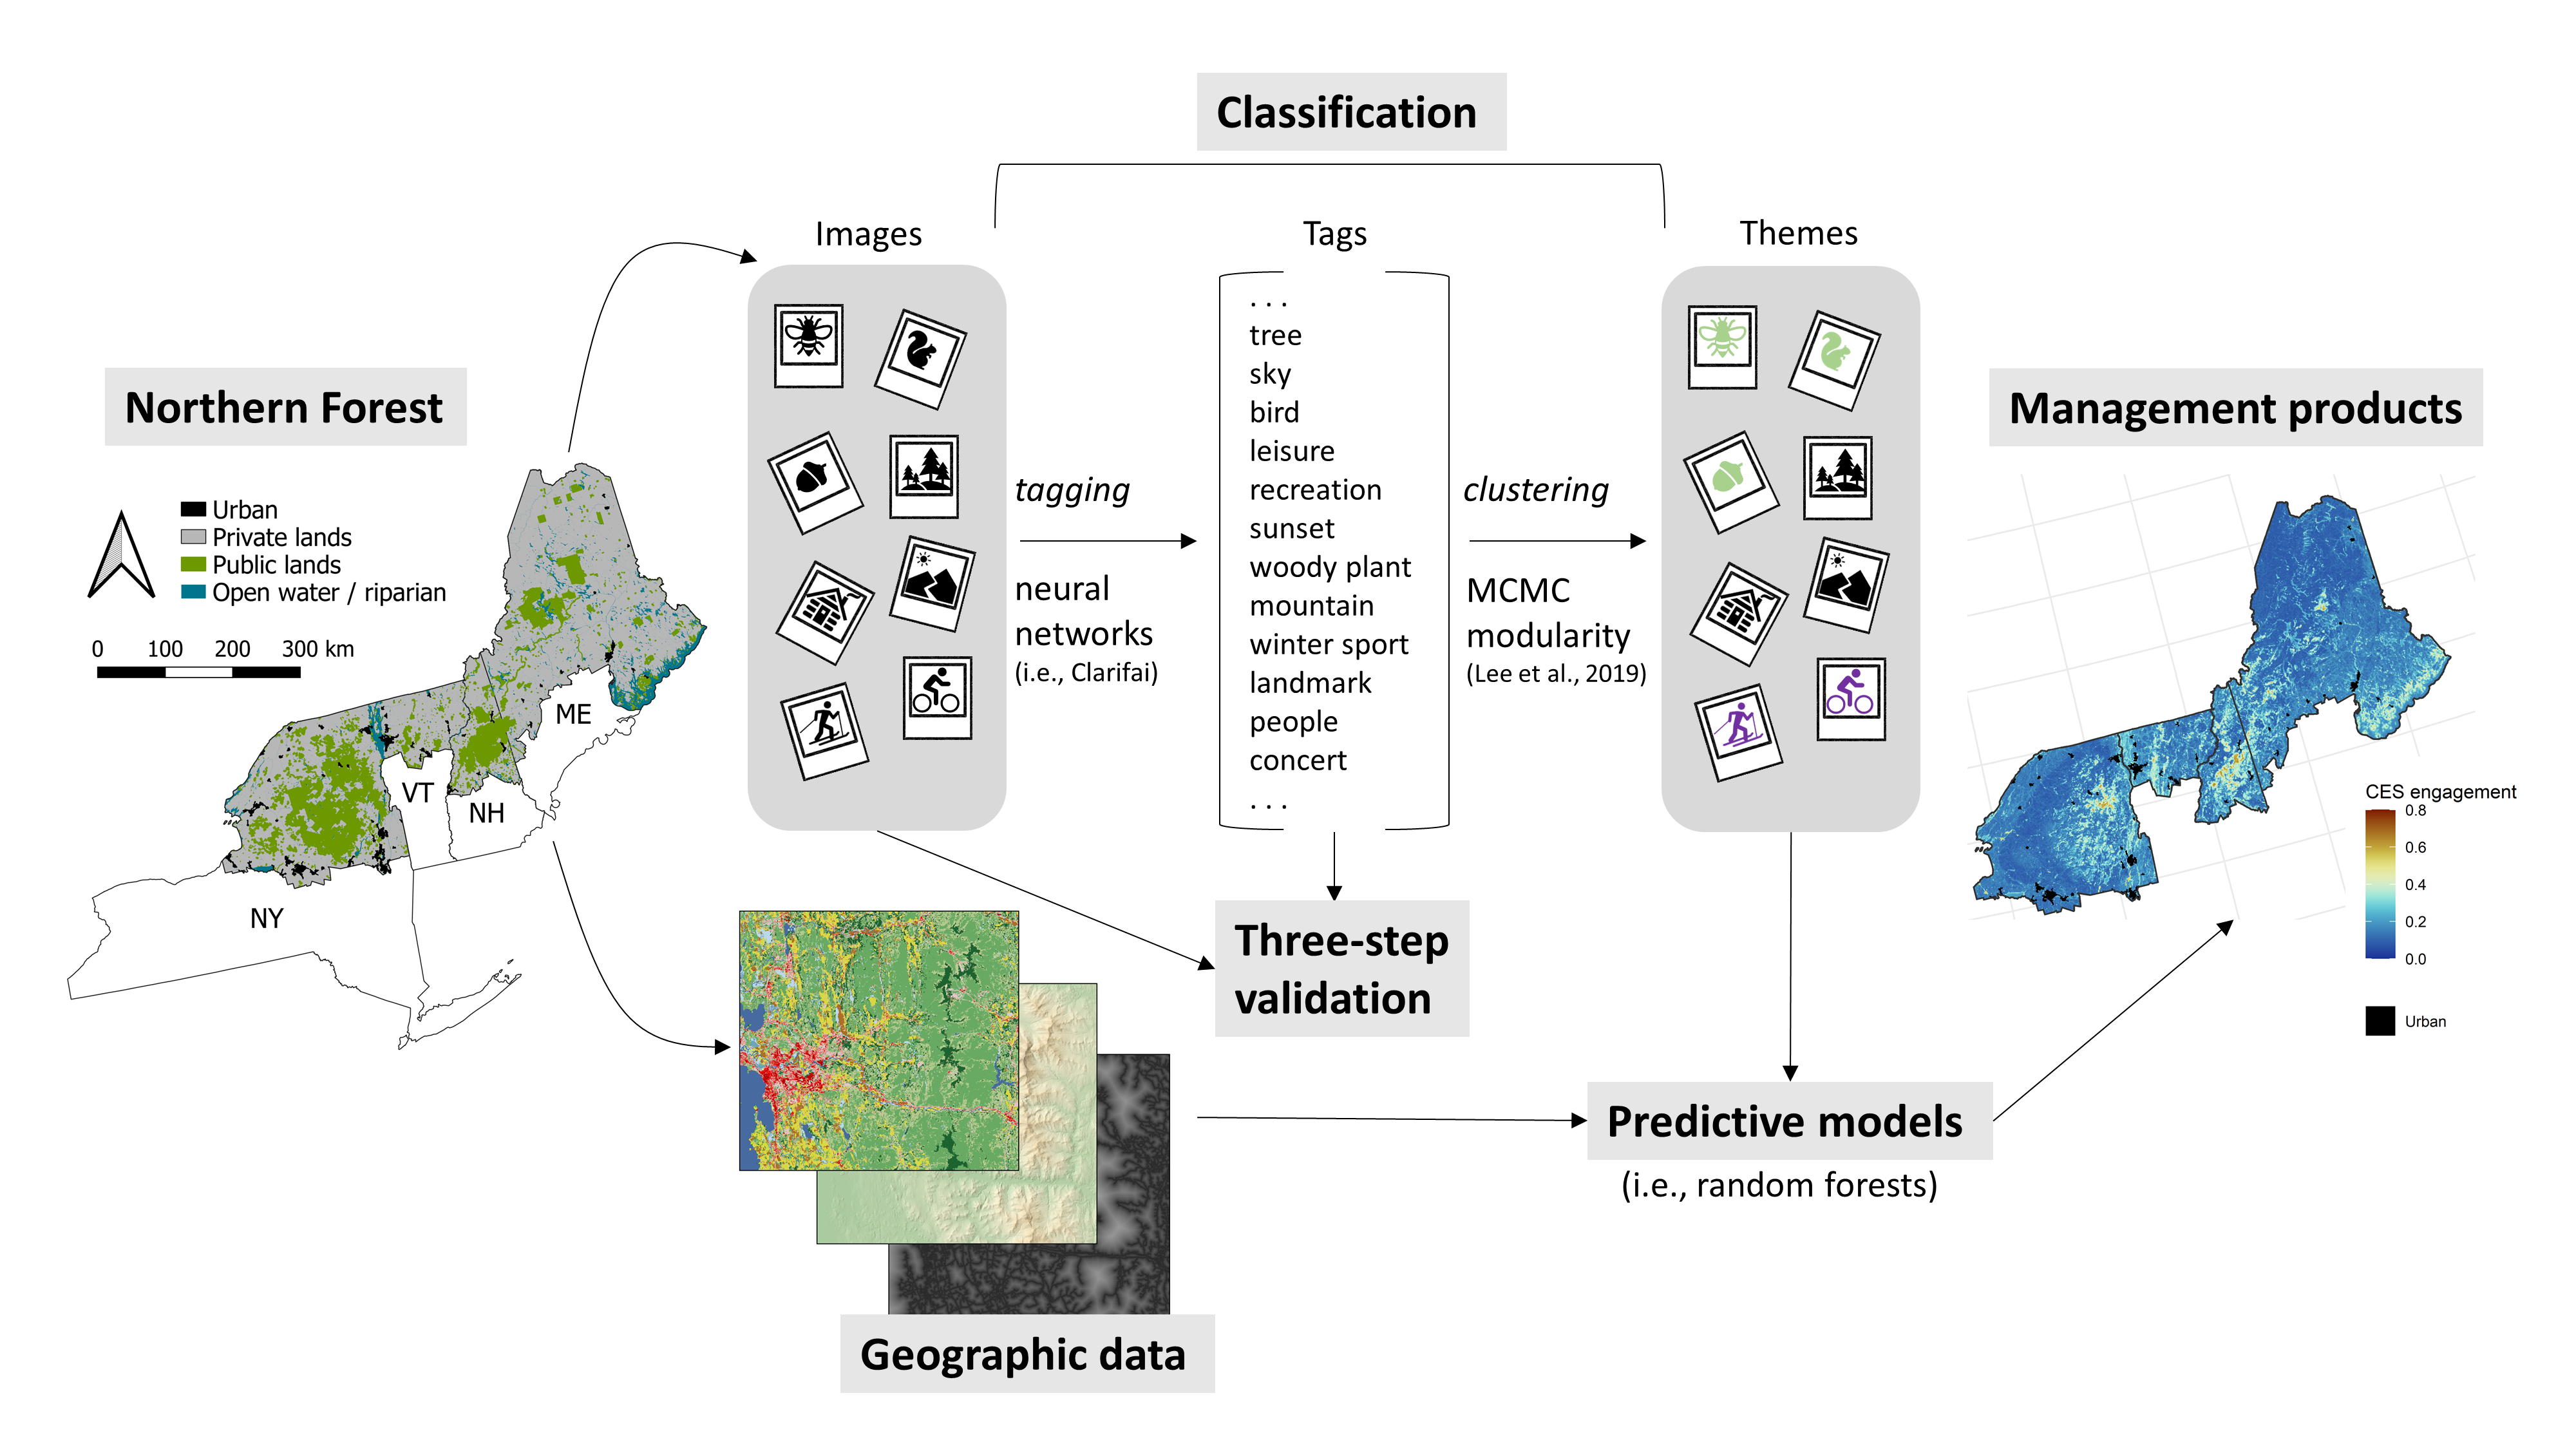 Classification
Images
Tags
Themes
Northern Forest
Urban
Private lands
Public lands
Open water / riparian
0 100 200 300 km
ME
VT
NH
NY
tagging
neural
networks
(i.e., Clarifai)
. . .
tree
sky
bird
leisure
recreation
sunset
woody plant
mountain
winter sport
landmark
people
concert
. . .
clustering
MCMC
modularity
(Lee et al., 2019)
Management products
CES engagement
0.8
0.6
0.4
0.2
0.0
Urban
Three-step
validation
Predictive models
(i.e., random forests)
Geographic data